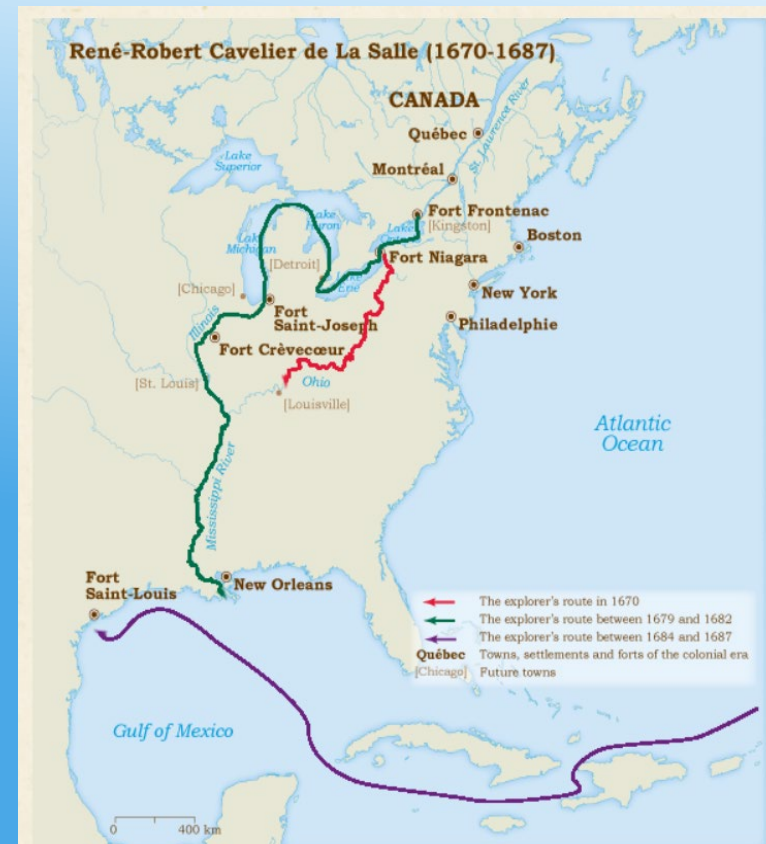 René-Robert Cavelier de La Salle (1670-1687)
CANADA
Québec
St. Lawrence River
Lake
Superior
Montréal
Fort Frontenac
[Kingston]
Lake
Huron
Lake
Michigan
Lake
Boston
Fort Niagara
[Detroit]
Lake
Erie
[Chicago]
New York
Fort
Saint-Joseph
Philadelphie
Illinois
Fort Crèvecœur
[St. Louis]
Ohio
[Louisville]
Atlantic
Ocean
Mississippi River
Fort
Saint-Louis
New Orleans
The explorer's route in 1670
The explorer's route between 1679 and 1682
The explorer's route between 1684 and 1687
Québec Towns, settlements and forts of the colonial era
[Chicago] Future towns
Gulf of Mexico
0 400 km